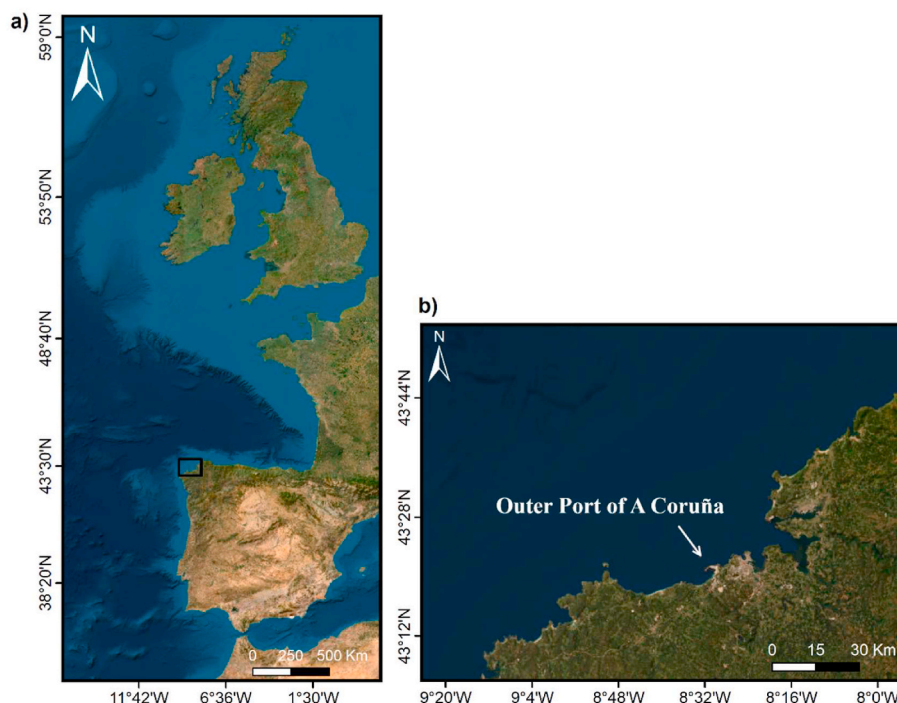 a)
N
59°0'N
53°50'N
48°40'N
43°30'N
38°20'N
0 250 500 Km
11°42'W 6°36'W 1°30'W
b)
N
43°44'N
43°28'N
43°12'N
Outer Port of A Coruña
0 15 30 Km
9°20'W 9°4'W 8°48'W 8°32'W 8°16'W 8°0'W